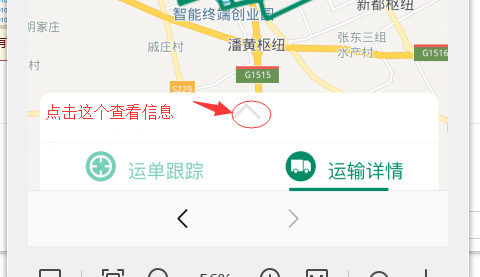 智能终端创业园
新都枢纽
胡家庄
戚庄村
潘黄枢纽
张东三组
水产村
G1516
村
G1515
S229
点击这个查看信息
运单跟踪
运输详情
56%